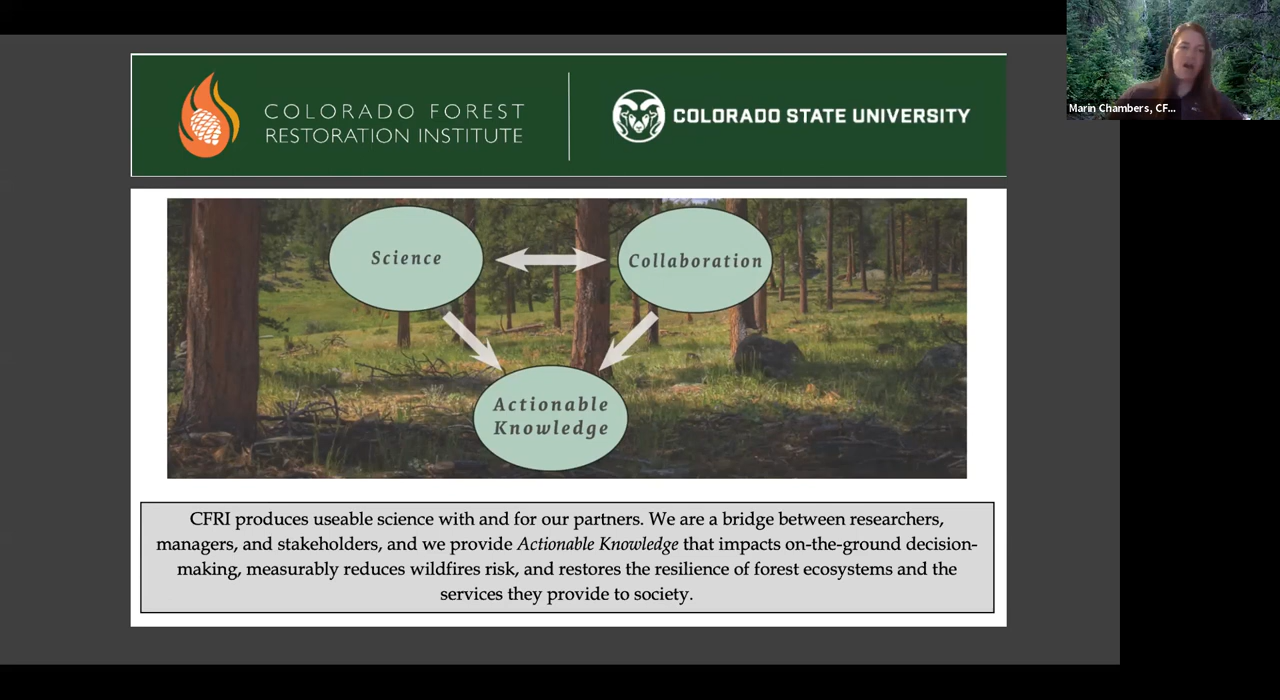 COLORADO FOREST
RESTORATION INSTITUTE
COLORADO STATE UNIVERSITY
Marin Chambers, CF...
Science
Collaboration
Actionable
Knowledge
CFRI produces useable science with and for our partners. We are a bridge between researchers,
managers, and stakeholders, and we provide Actionable Knowledge that impacts on-the-ground decision-
making, measurably reduces wildfires risk, and restores the resilience of forest ecosystems and the
services they provide to society.